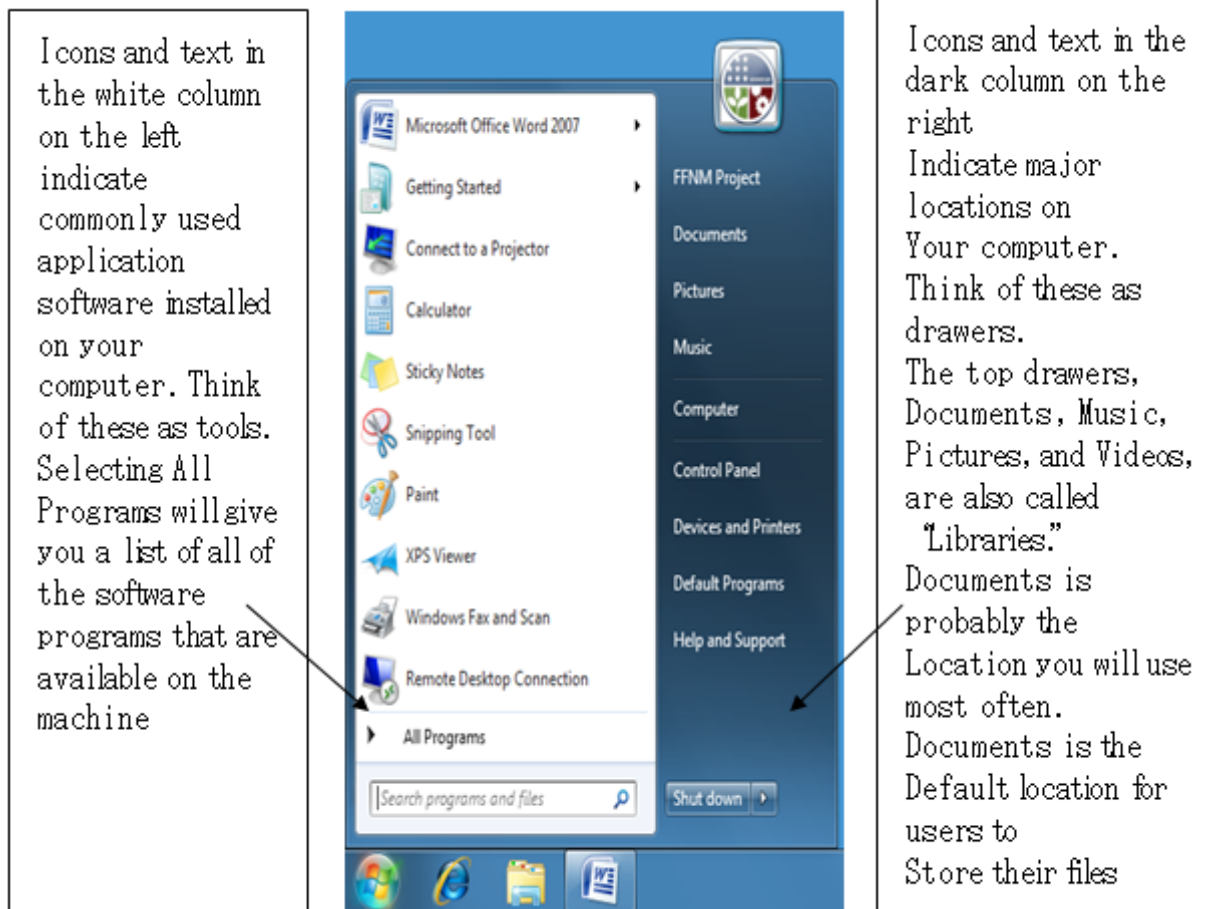 Icons and text in
the white column
on the left
indicate
commonly used
application
software installed
on your
computer. Think
of these as tools.
Selecting All
Programs will give
you a list of all of
the software
programs that are
available on the
machine
Microsoft Office Word 2007
Getting Started
Connect to a Projector
Calculator
Sticky Notes
Snipping Tool
Paint
XPS Viewer
Windows Fax and Scan
Remote Desktop Connection
All Programs
Search programs and files
FFNM Project
Documents
Pictures
Music
Computer
Control Panel
Devices and Printers
Default Programs
Help and Support
Shut down
Icons and text in the
dark column on the
right
Indicate major
locations on
Your computer.
Think of these as
drawers.
The top drawers,
Documents, Music,
Pictures, and Videos,
are also called
“Libraries.”
Documents is
probably the
Location you will use
most often.
Documents is the
Default location for
users to
Store their files